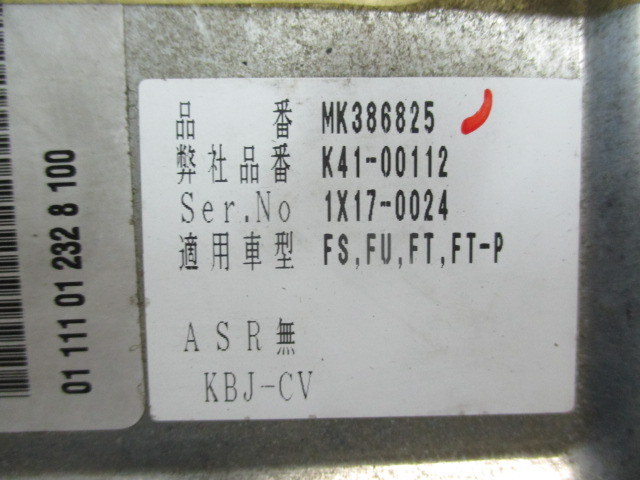 品番 MK386825
弊社品番 K41-00112
Ser.No 1X17-0024
適用車型 FS,FU,FT,FT-P
ASR無
KBJ-CV
01 111 01 232 8 100